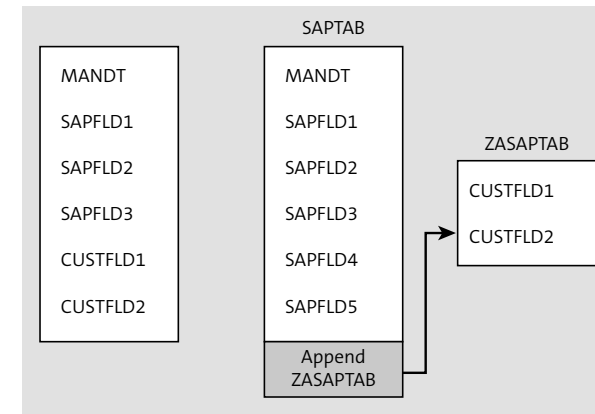 MANDT
SAPFLD1
SAPFLD2
SAPFLD3
CUSTFLD1
CUSTFLD2
SAPTAB
MANDT
SAPFLD1
SAPFLD2
SAPFLD3
SAPFLD4
SAPFLD5
Append
ZASAPTAB
ZASAPTAB
CUSTFLD1
CUSTFLD2